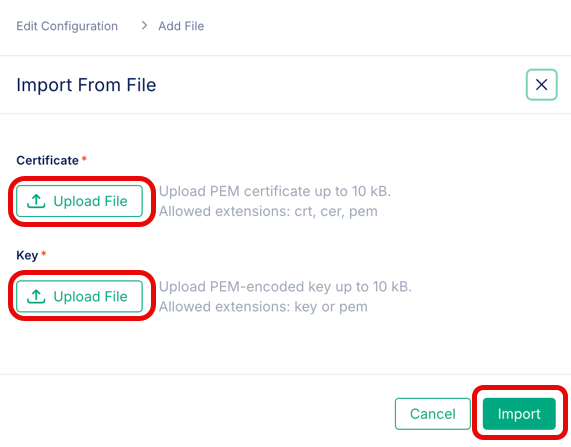 Edit Configuration > Add File
Import From File
Certificate *
Upload File
Upload PEM certificate up to 10 kB.
Allowed extensions: crt, cer, pem
Key *
Upload File
Upload PEM-encoded key up to 10 kB.
Allowed extensions: key or pem
Cancel
Import